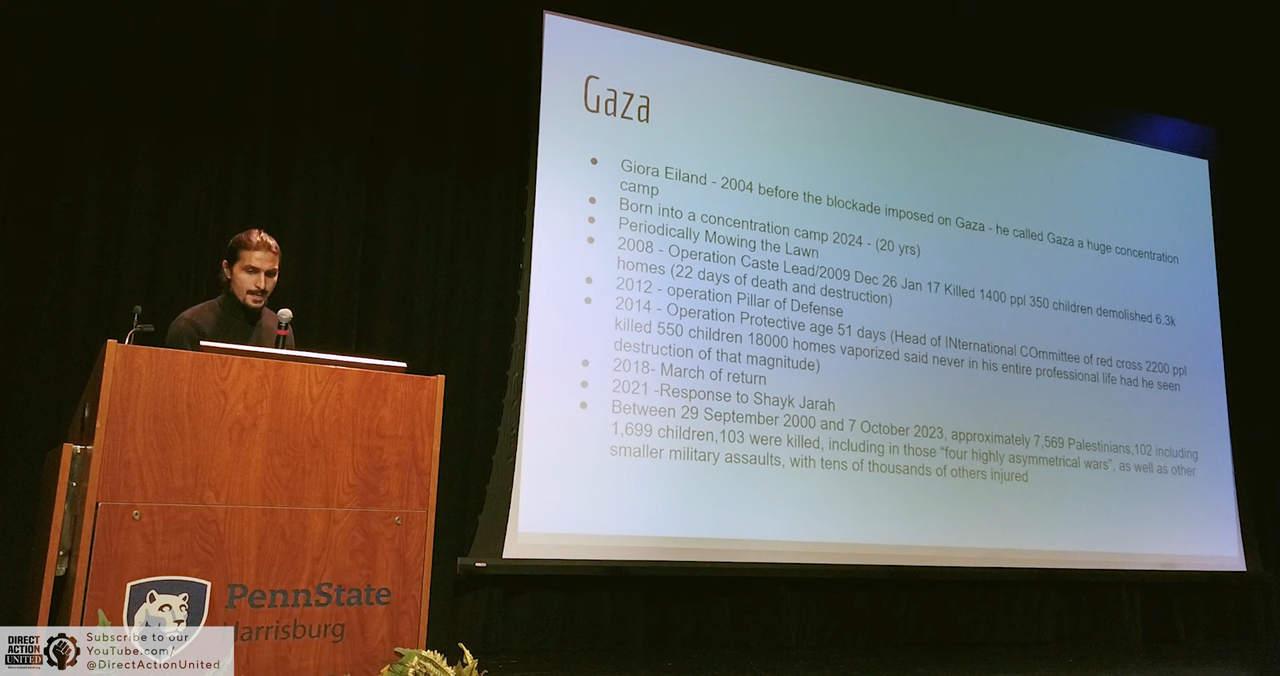 Gaza
Giora Eiland - 2004 before the blockade imposed on Gaza - he called Gaza a huge concentration
camp
Born into a concentration camp 2024 - (20 yrs)
Periodically Mowing the Lawn
2008 - Operation Caste Lead/2009 Dec 26 Jan 17 Killed 1400 ppl 350 children demolished 6.3k
homes (22 days of death and destruction)
2012 - operation Pillar of Defense
2014 - Operation Protective age 51 days (Head of INternational COmmittee of red cross 2200 ppl
killed 550 children 18000 homes vaporized said never in his entire professional life had he seen
destruction of that magnitude)
2018- March of return
2021 -Response to Shayk Jarah
Between 29 September 2000 and 7 October 2023, approximately 7,569 Palestinians,102 including
1,699 children,103 were killed, including in those “four highly asymmetrical wars”, as well as other
smaller military assaults, with tens of thousands of others injured
PennState
Harrisburg
DIRECT
ACTION
UNITED
Subscribe to our
YouTube.com/
@DirectActionUnited